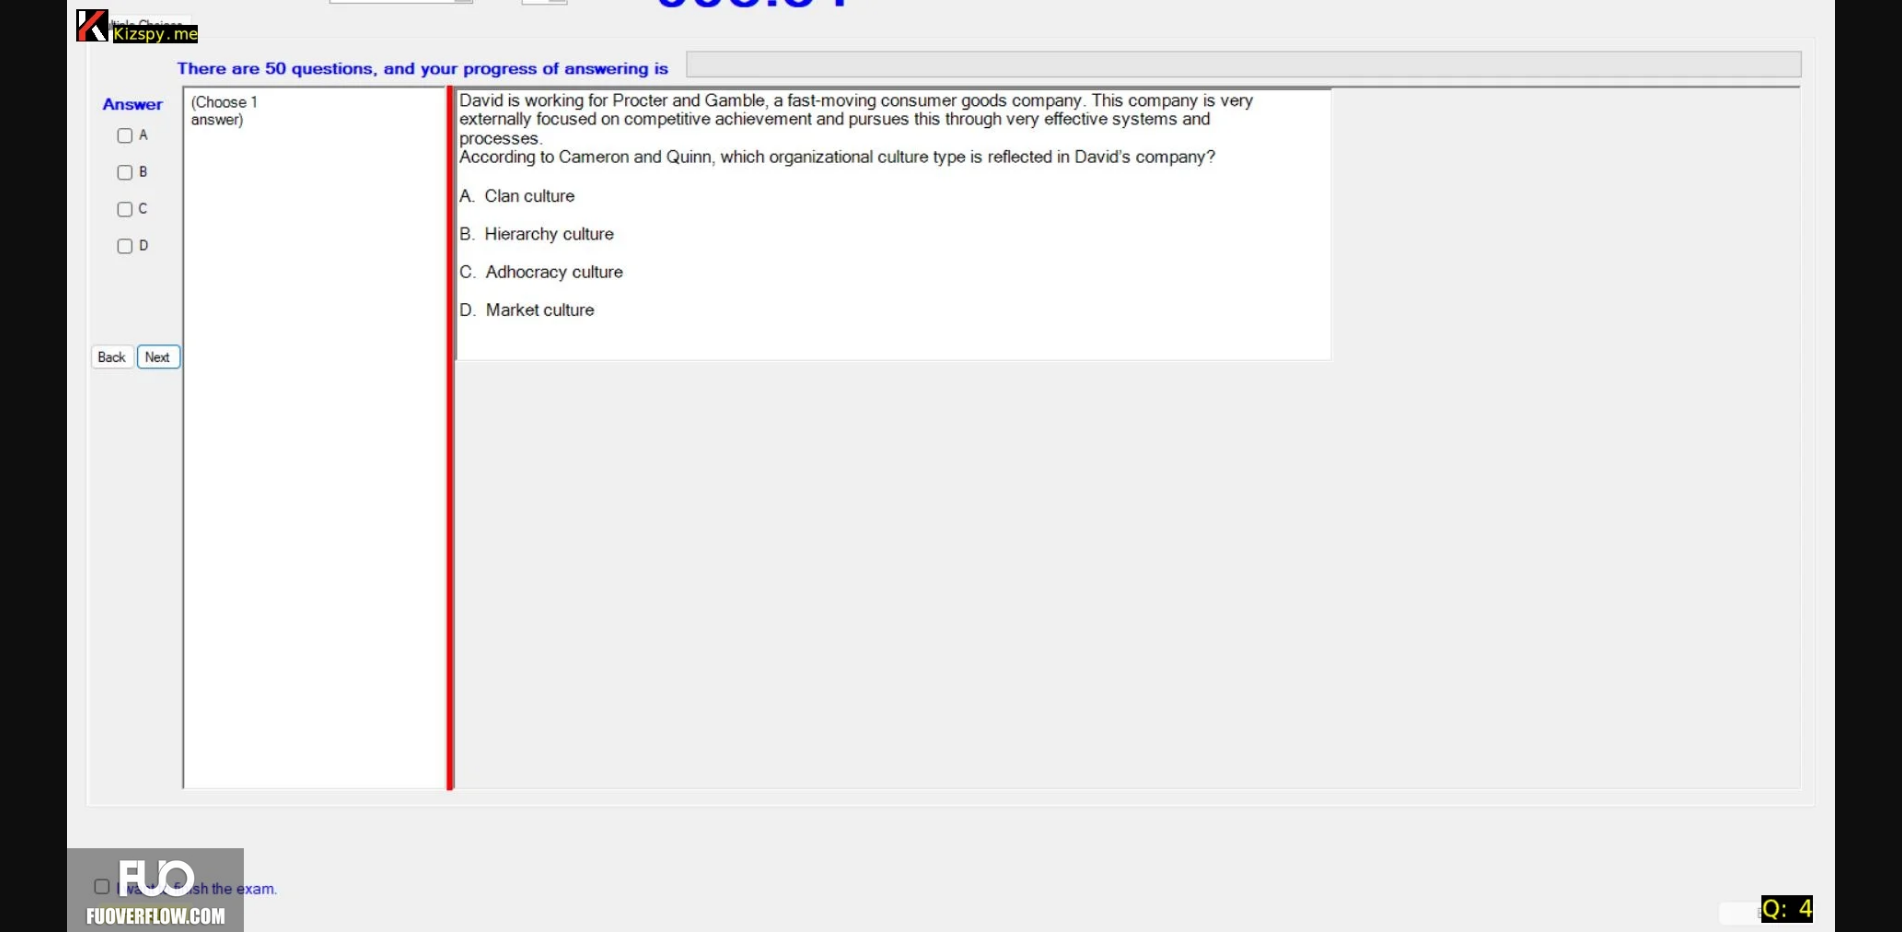 Kizspy.me
There are 50 questions, and your progress of answering is
Answer
(Choose 1
answer)
A
B
C
D
Back
Next
David is working for Procter and Gamble, a fast-moving consumer goods company. This company is very
externally focused on competitive achievement and pursues this through very effective systems and
processes.
According to Cameron and Quinn, which organizational culture type is reflected in David's company?
A. Clan culture
B. Hierarchy culture
C. Adhocracy culture
D. Market culture
the exam.
FUO
FUOVERFLOW.COM
Q: 4